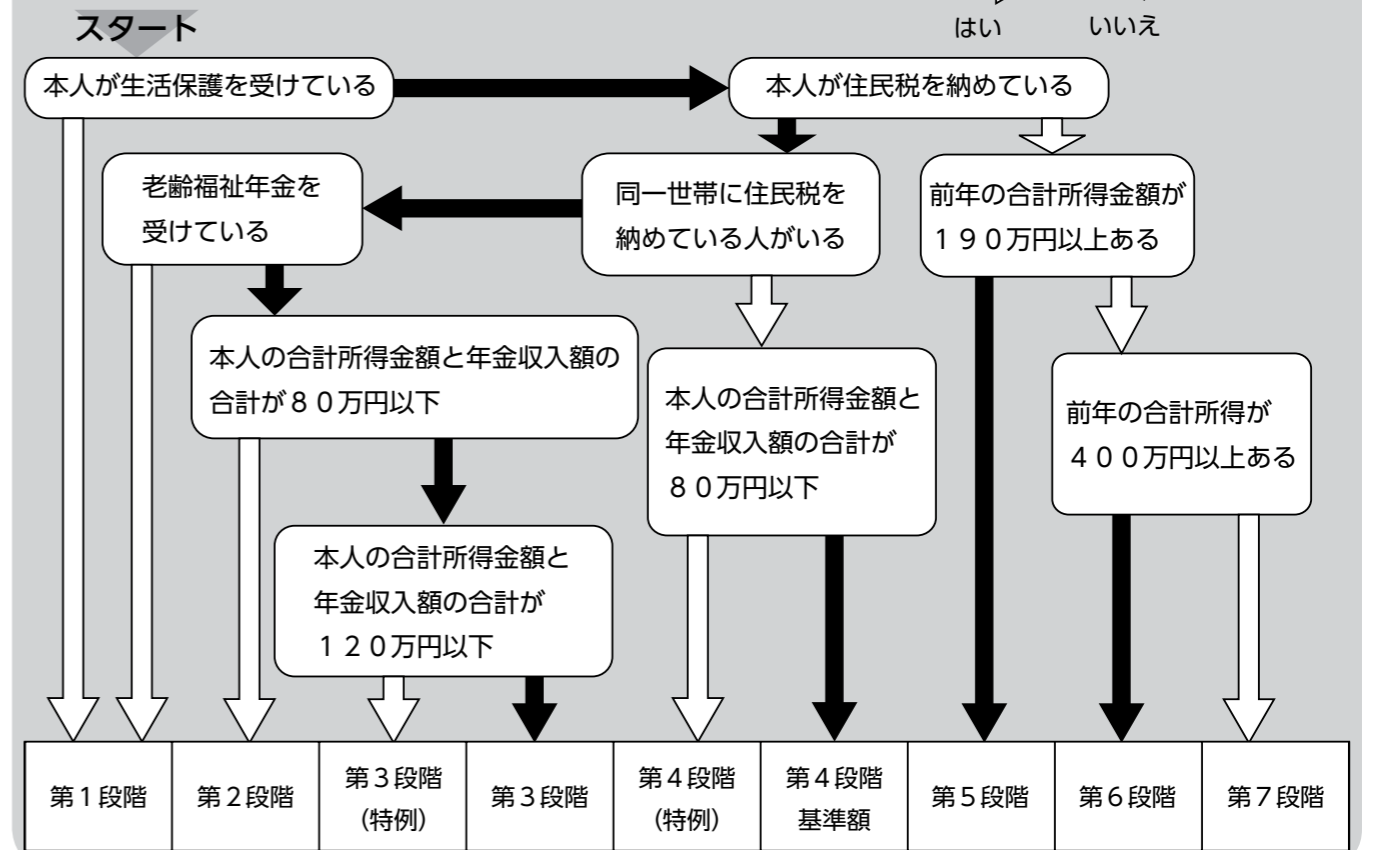 スタート
はい
いいえ
本人が生活保護を受けている
本人が住民税を納めている
老齢福祉年金を
受けている
同一世帯に住民税を
納めている人がいる
前年の合計所得金額が
１９０万円以上ある
本人の合計所得金額と年金収入額の
合計が８０万円以下
本人の合計所得金額と
年金収入額の合計が
８０万円以下
前年の合計所得が
４００万円以上ある
本人の合計所得金額と
年金収入額の合計が
１２０万円以下
第１段階
第２段階
第３段階
（特例）
第３段階
第４段階
（特例）
第４段階
基準額
第５段階
第６段階
第７段階